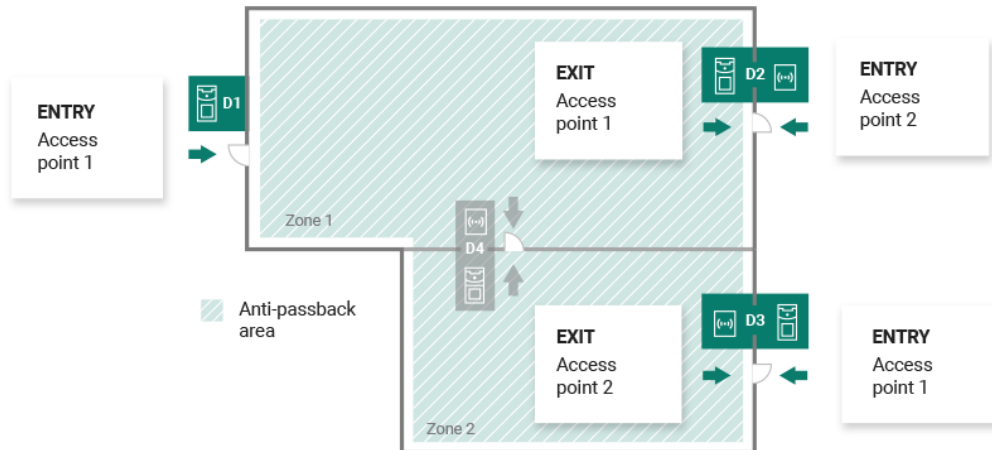 ENTRY
Access
point 1
D1
EXIT
Access
point 1
D2
ENTRY
Access
point 2
Zone 1
D4
Anti-passback
area
EXIT
Access
point 2
D3
ENTRY
Access
point 1
Zone 2